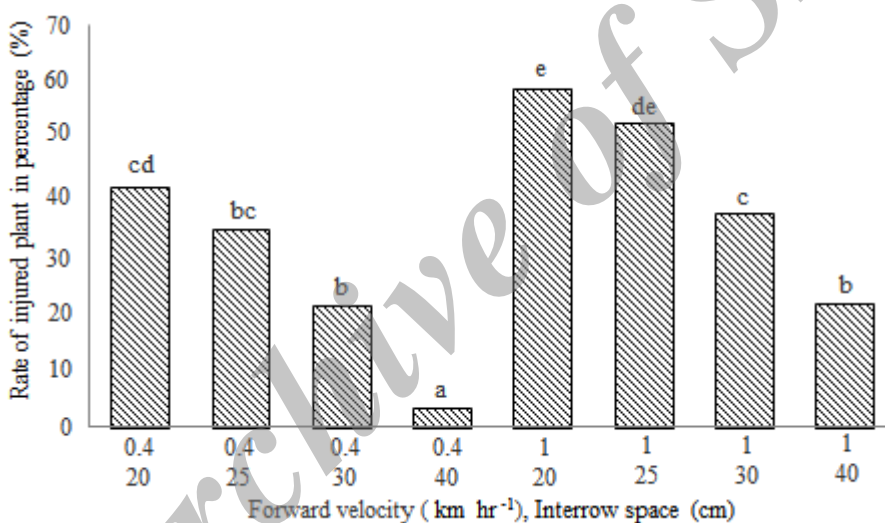 Rate of injured plant in percentage (%)
70
60
50
40
30
20
10
0
cd
bc
b
a
e
de
c
b
0.4 0.4 0.4 0.4 1 1 1 1
20 25 30 40 20 25 30 40
Forward velocity ( km hr⁻¹), Interrow space (cm)
Archive of S